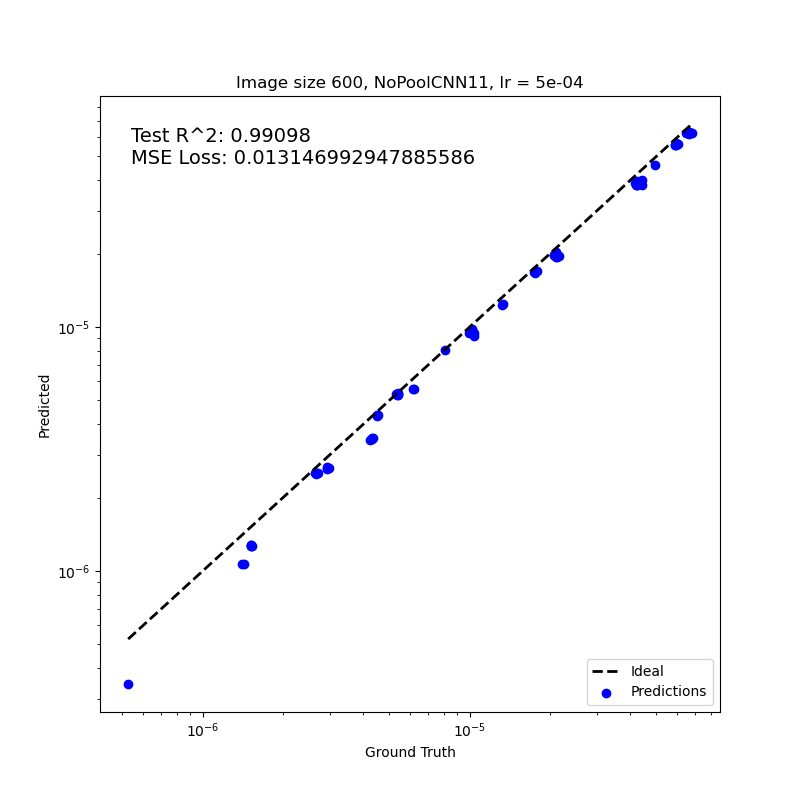 Image size 600, NoPoolCNN11, lr = 5e-04
Test R^2: 0.99098
MSE Loss: 0.013146992947885586
10⁻⁵
10⁻⁶
Predicted
Ideal
Predictions
10⁻⁶
10⁻⁵
Ground Truth